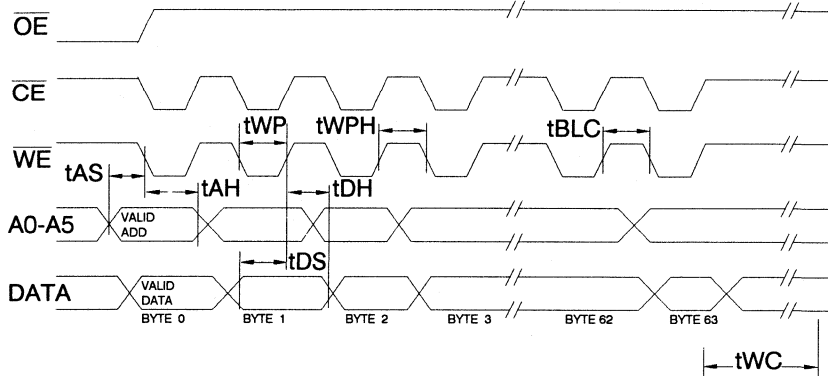 OE
CE
tWP tWPH tBLC
WE
tAS tAH tDH
A0-A5 VALID ADD
tDS
DATA VALID DATA
BYTE 0 BYTE 1 BYTE 2 BYTE 3 BYTE 62 BYTE 63
tWC